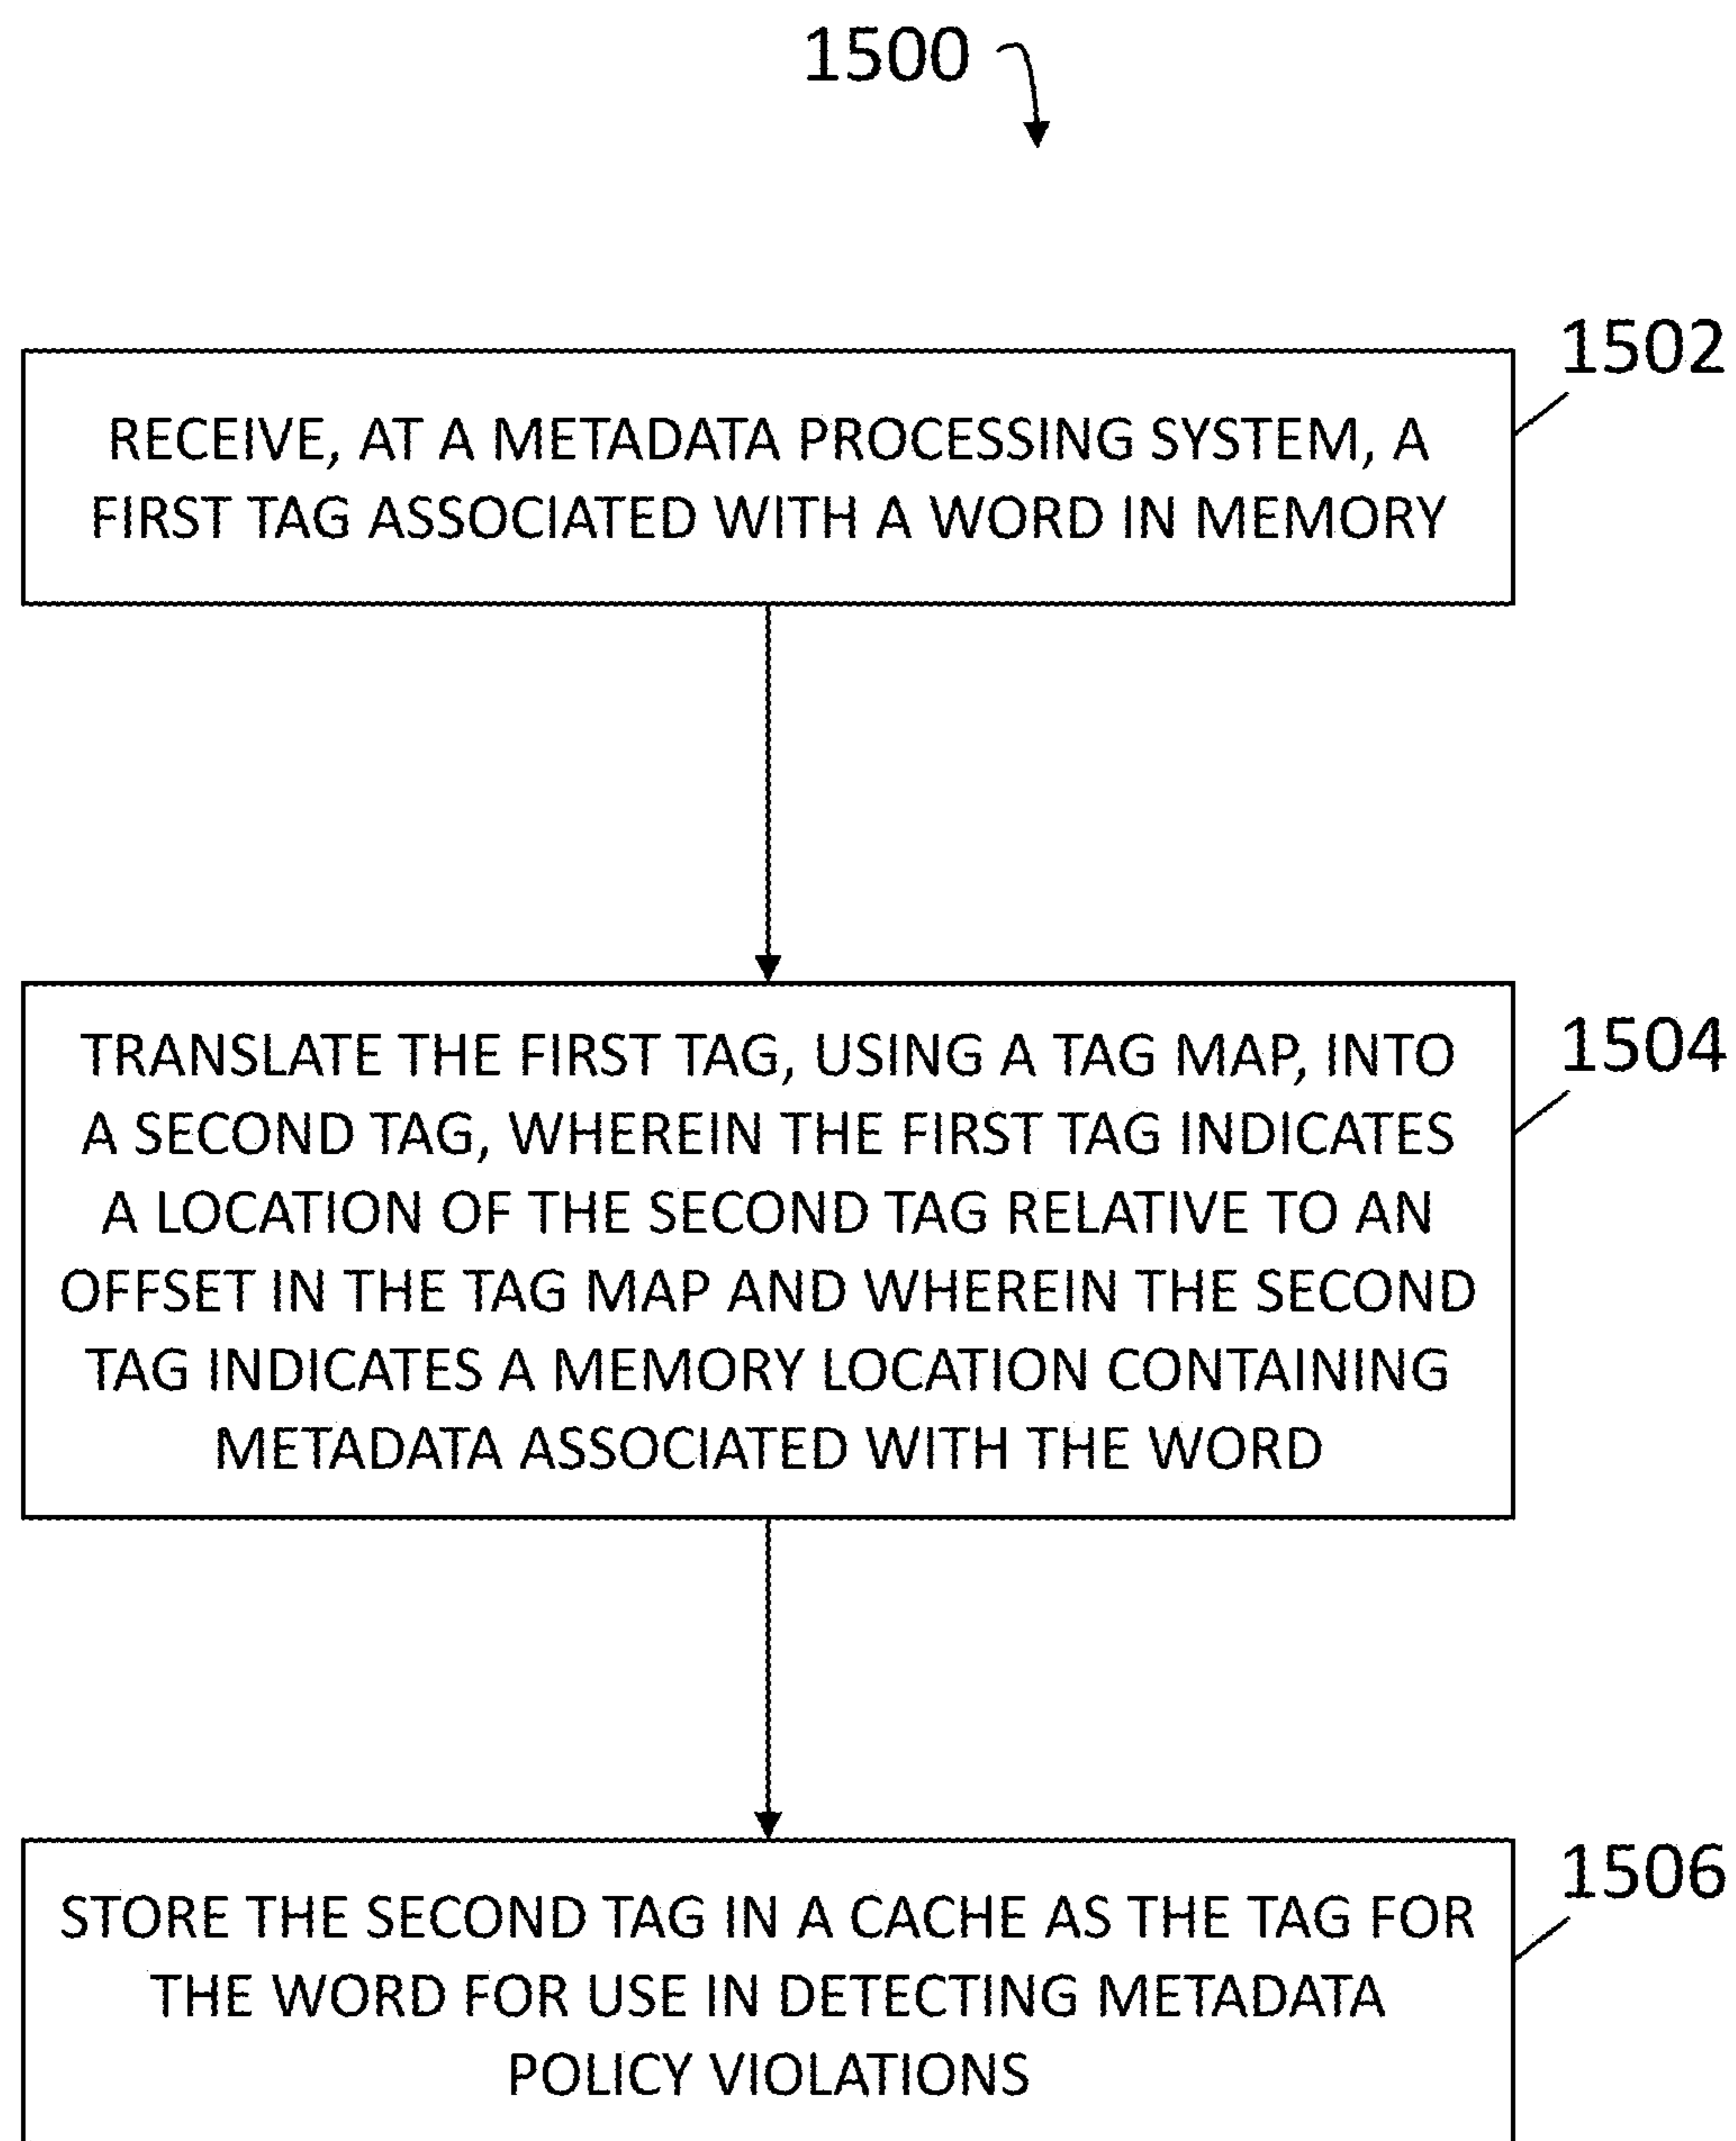 1500
1502
RECEIVE, AT A METADATA PROCESSING SYSTEM, A
FIRST TAG ASSOCIATED WITH A WORD IN MEMORY
1504
TRANSLATE THE FIRST TAG, USING A TAG MAP, INTO
A SECOND TAG, WHEREIN THE FIRST TAG INDICATES
A LOCATION OF THE SECOND TAG RELATIVE TO AN
OFFSET IN THE TAG MAP AND WHEREIN THE SECOND
TAG INDICATES A MEMORY LOCATION CONTAINING
METADATA ASSOCIATED WITH THE WORD
1506
STORE THE SECOND TAG IN A CACHE AS THE TAG FOR
THE WORD FOR USE IN DETECTING METADATA
POLICY VIOLATIONS